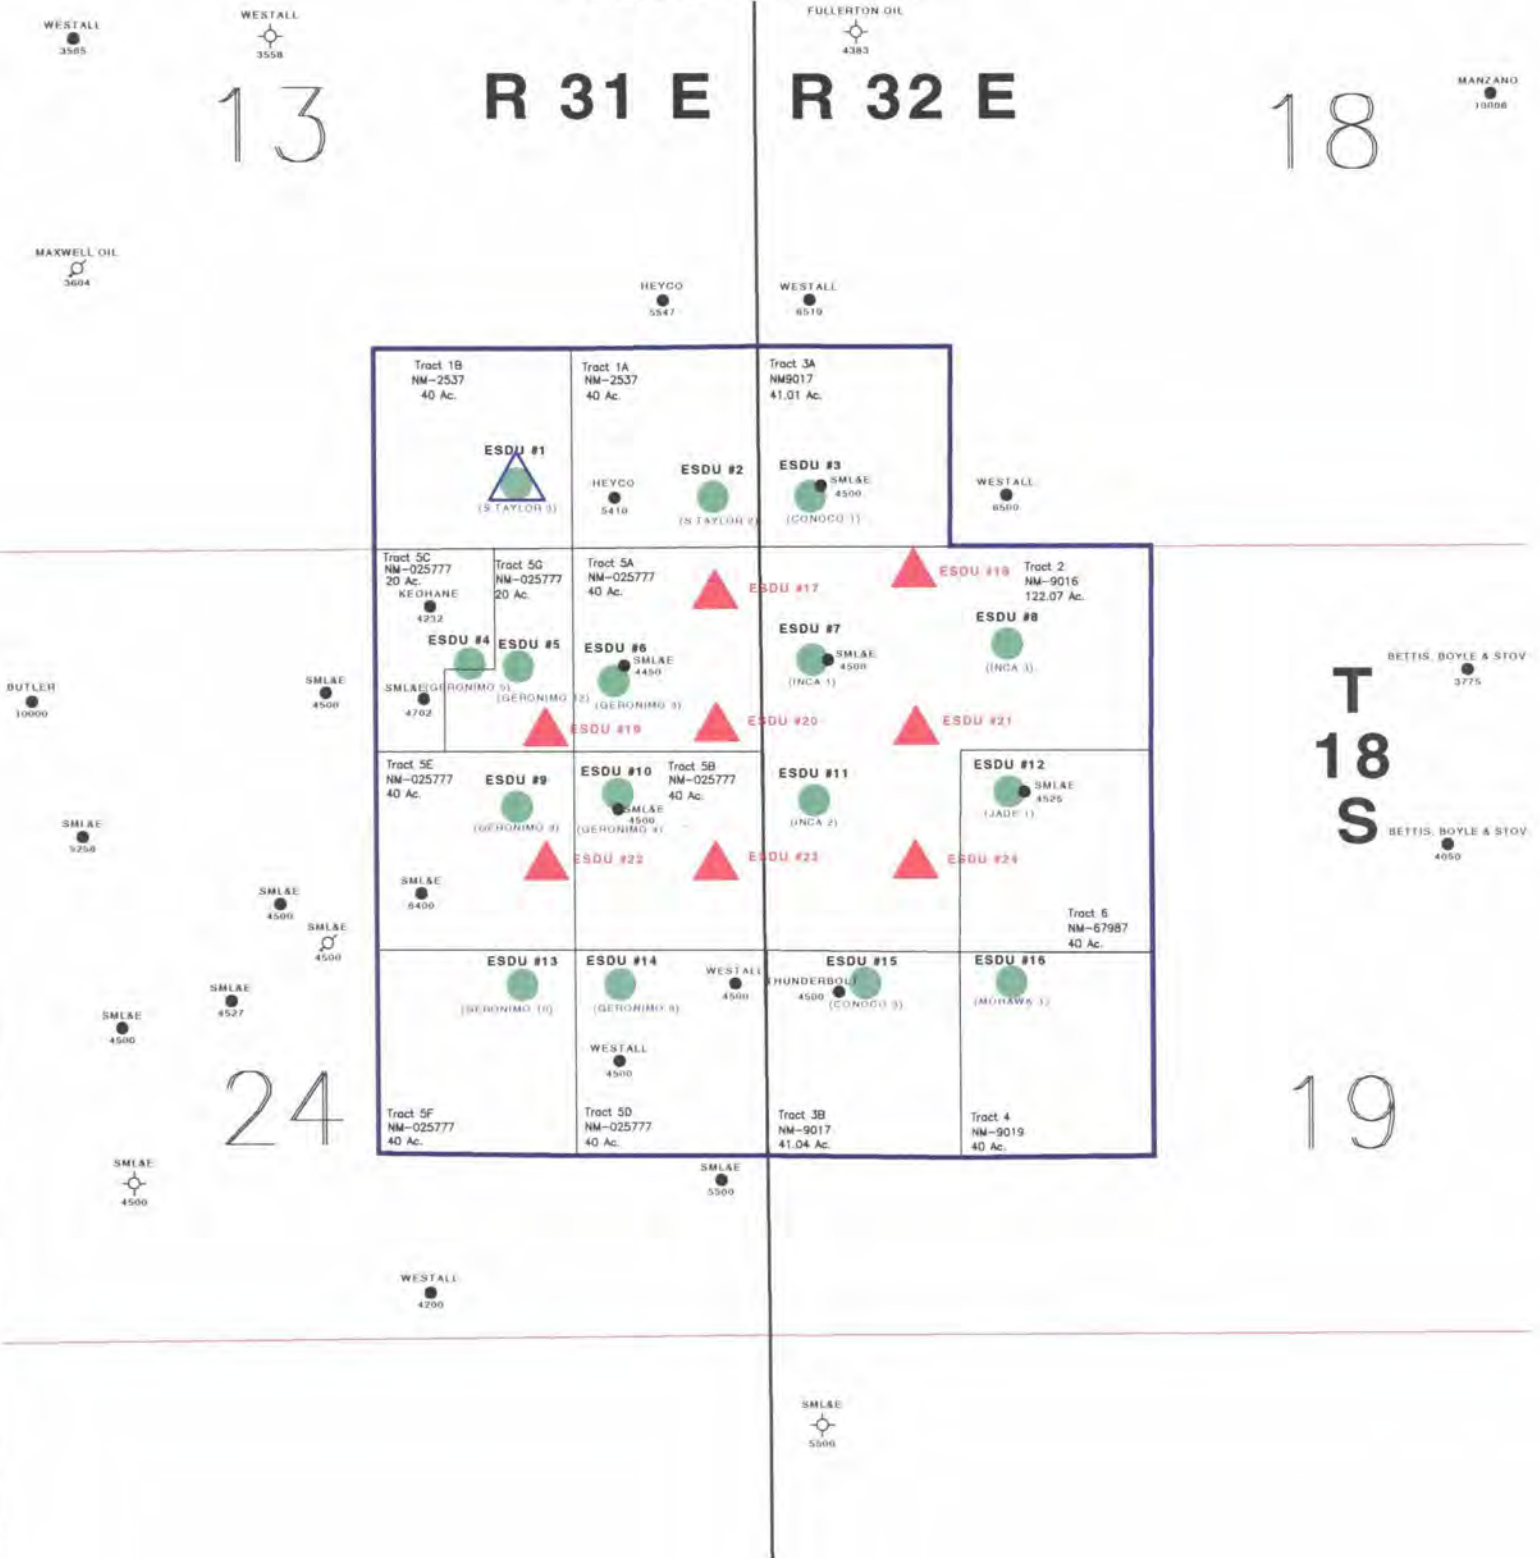 WESTALL
3585
WESTALL
3558
FULLERTON OIL
4383
MANZANO
13
R 31 E
R 32 E
18
MAXWELL OIL
3604
HEYCO
5547
WESTALL
6519
Tract 1B
NM-2537
40 Ac.
Tract 1A
NM-2537
40 Ac.
Tract 3A
NM9017
41.01 Ac.
ESDU #1
(S TAYLOR 3)
HEYCO
5410
ESDU #2
(S TAYLOR 2)
ESDU #3
SML&E
4500
(CONOCO 1)
WESTALL
6500
Tract 5C
NM-025777
20 Ac.
KEOHANE
4232
Tract 5G
NM-025777
20 Ac.
Tract 5A
NM-025777
40 Ac.
ESDU #17
ESDU #18
Tract 2
NM-9016
122.07 Ac.
ESDU #4
(GERONIMO 5)
ESDU #5
(GERONIMO 12)
ESDU #6
SML&E
4450
(GERONIMO 3)
ESDU #7
SML&E
4500
(INCA 1)
ESDU #8
(INCA 3)
BUTLER
10000
SML&E
4500
SML&E
4702
ESDU #19
ESDU #20
ESDU #21
BETTIS, BOYLE & STOV
3775
T
18
S
Tract 5E
NM-025777
40 Ac.
ESDU #9
(GERONIMO 9)
ESDU #10
SML&E
4500
(GERONIMO 4)
Tract 5B
NM-025777
40 Ac.
ESDU #11
(INCA 2)
ESDU #12
SML&E
4525
(JADE 1)
SML&E
5250
BETTIS, BOYLE & STOV
4050
ESDU #22
ESDU #23
ESDU #24
SML&E
6400
SML&E
4500
SML&E
4500
Tract 6
NM-67987
40 Ac.
SML&E
4527
SML&E
4500
ESDU #13
(GERONIMO 10)
ESDU #14
(GERONIMO 8)
WESTALL
4500
THUNDERBOLT
4500
ESDU #15
(CONOCO 3)
ESDU #16
(MOHAWK 1)
WESTALL
4500
24
19
Tract 5F
NM-025777
40 Ac.
Tract 5D
NM-025777
40 Ac.
Tract 3B
NM-9017
41.04 Ac.
Tract 4
NM-9019
40 Ac.
SML&E
4500
SML&E
5500
WESTALL
4200
SML&E
5500